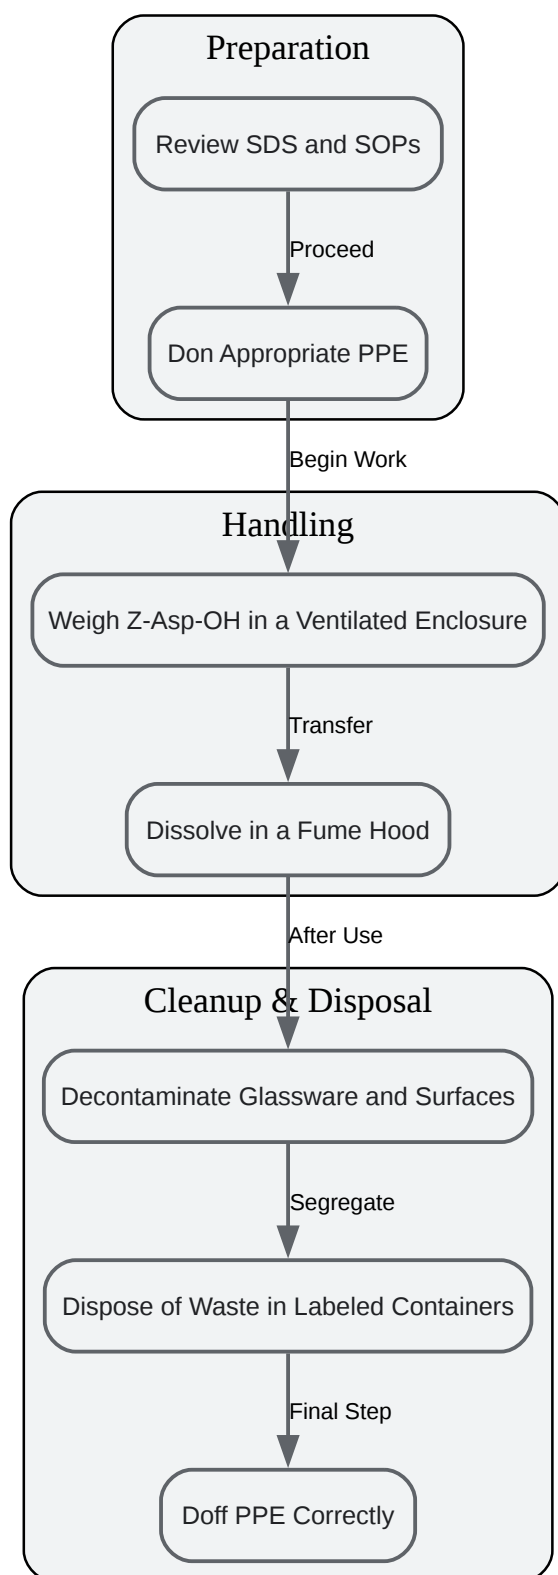 Preparation
Review SDS and SOPs
Proceed
Don Appropriate PPE
Begin Work
Handling
Weigh Z-Asp-OH in a Ventilated Enclosure
Transfer
Dissolve in a Fume Hood
After Use
Cleanup & Disposal
Decontaminate Glassware and Surfaces
Segregate
Dispose of Waste in Labeled Containers
Final Step
Doff PPE Correctly